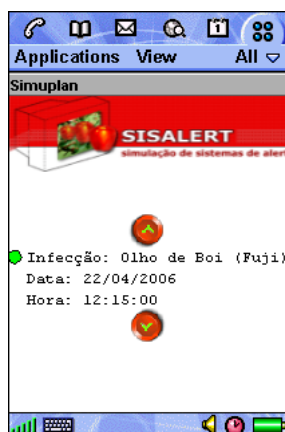 Applications View All
Simuplan
SISALERT
simulação de sistemas de aler
Infecção: Olho de Boi (Fuji)
Data: 22/04/2006
Hora: 12:15:00